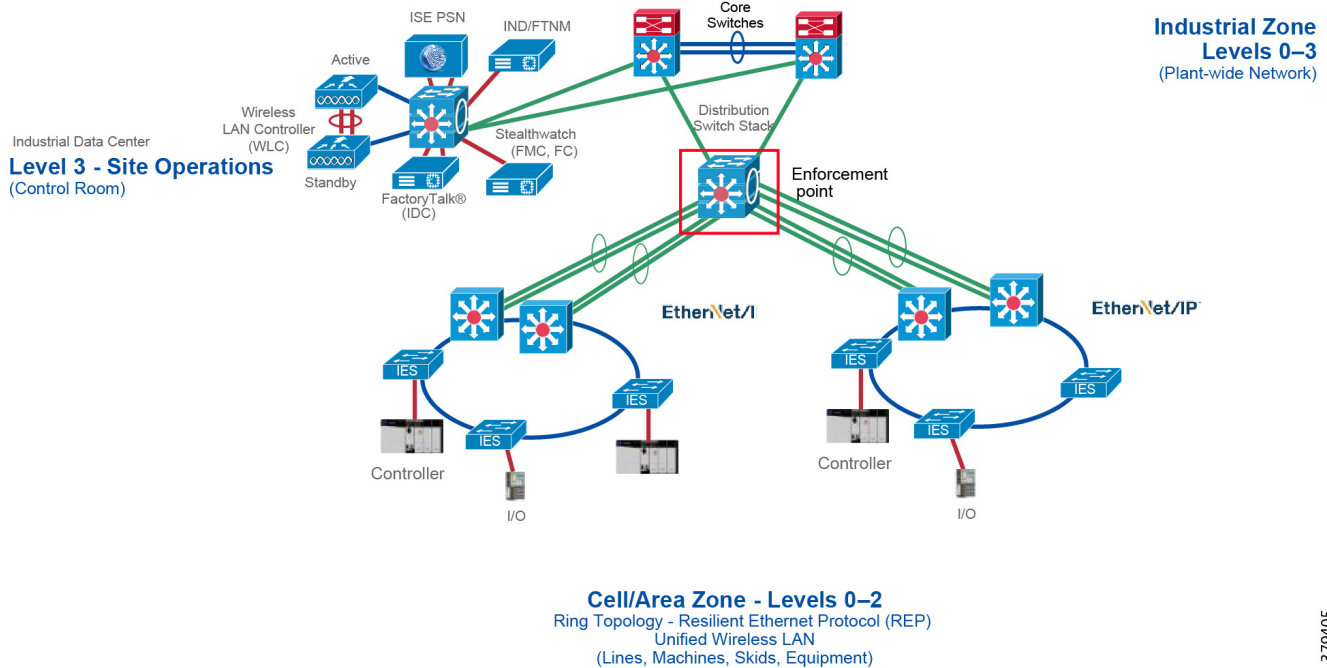 ISE PSN
IND/FTNM
Core
Switches
Industrial Zone
Levels 0–3
(Plant-wide Network)
Active
Wireless
LAN Controller
(WLC)
Distribution
Switch Stack
Industrial Data Center
Level 3 - Site Operations
(Control Room)
Stealthwatch
(FMC, FC)
Standby
FactoryTalk®
(IDC)
Enforcement
point
EtherNet/I
EtherNet/IP™
IES
IES
IES
IES
IES
IES
Controller
I/O
Controller
I/O
Cell/Area Zone - Levels 0–2
Ring Topology - Resilient Ethernet Protocol (REP)
Unified Wireless LAN
(Lines, Machines, Skids, Equipment)